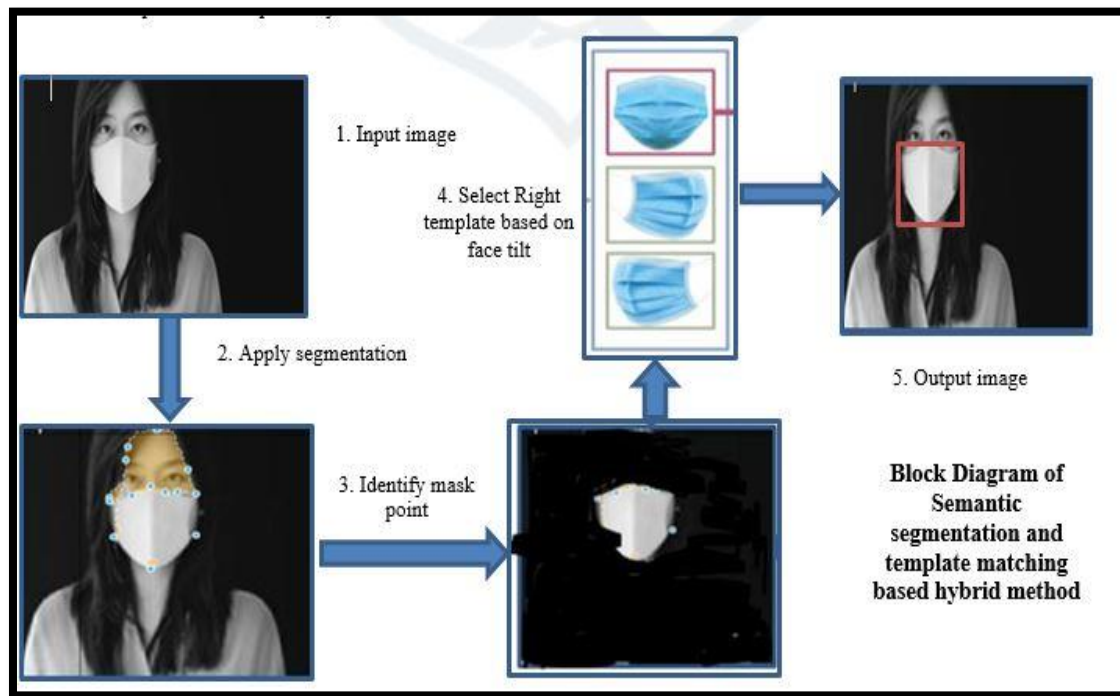 1. Input image
2. Apply segmentation
3. Identify mask
point
4. Select Right
template based on
face tilt
5. Output image
Block Diagram of
Semantic
segmentation and
template matching
based hybrid method